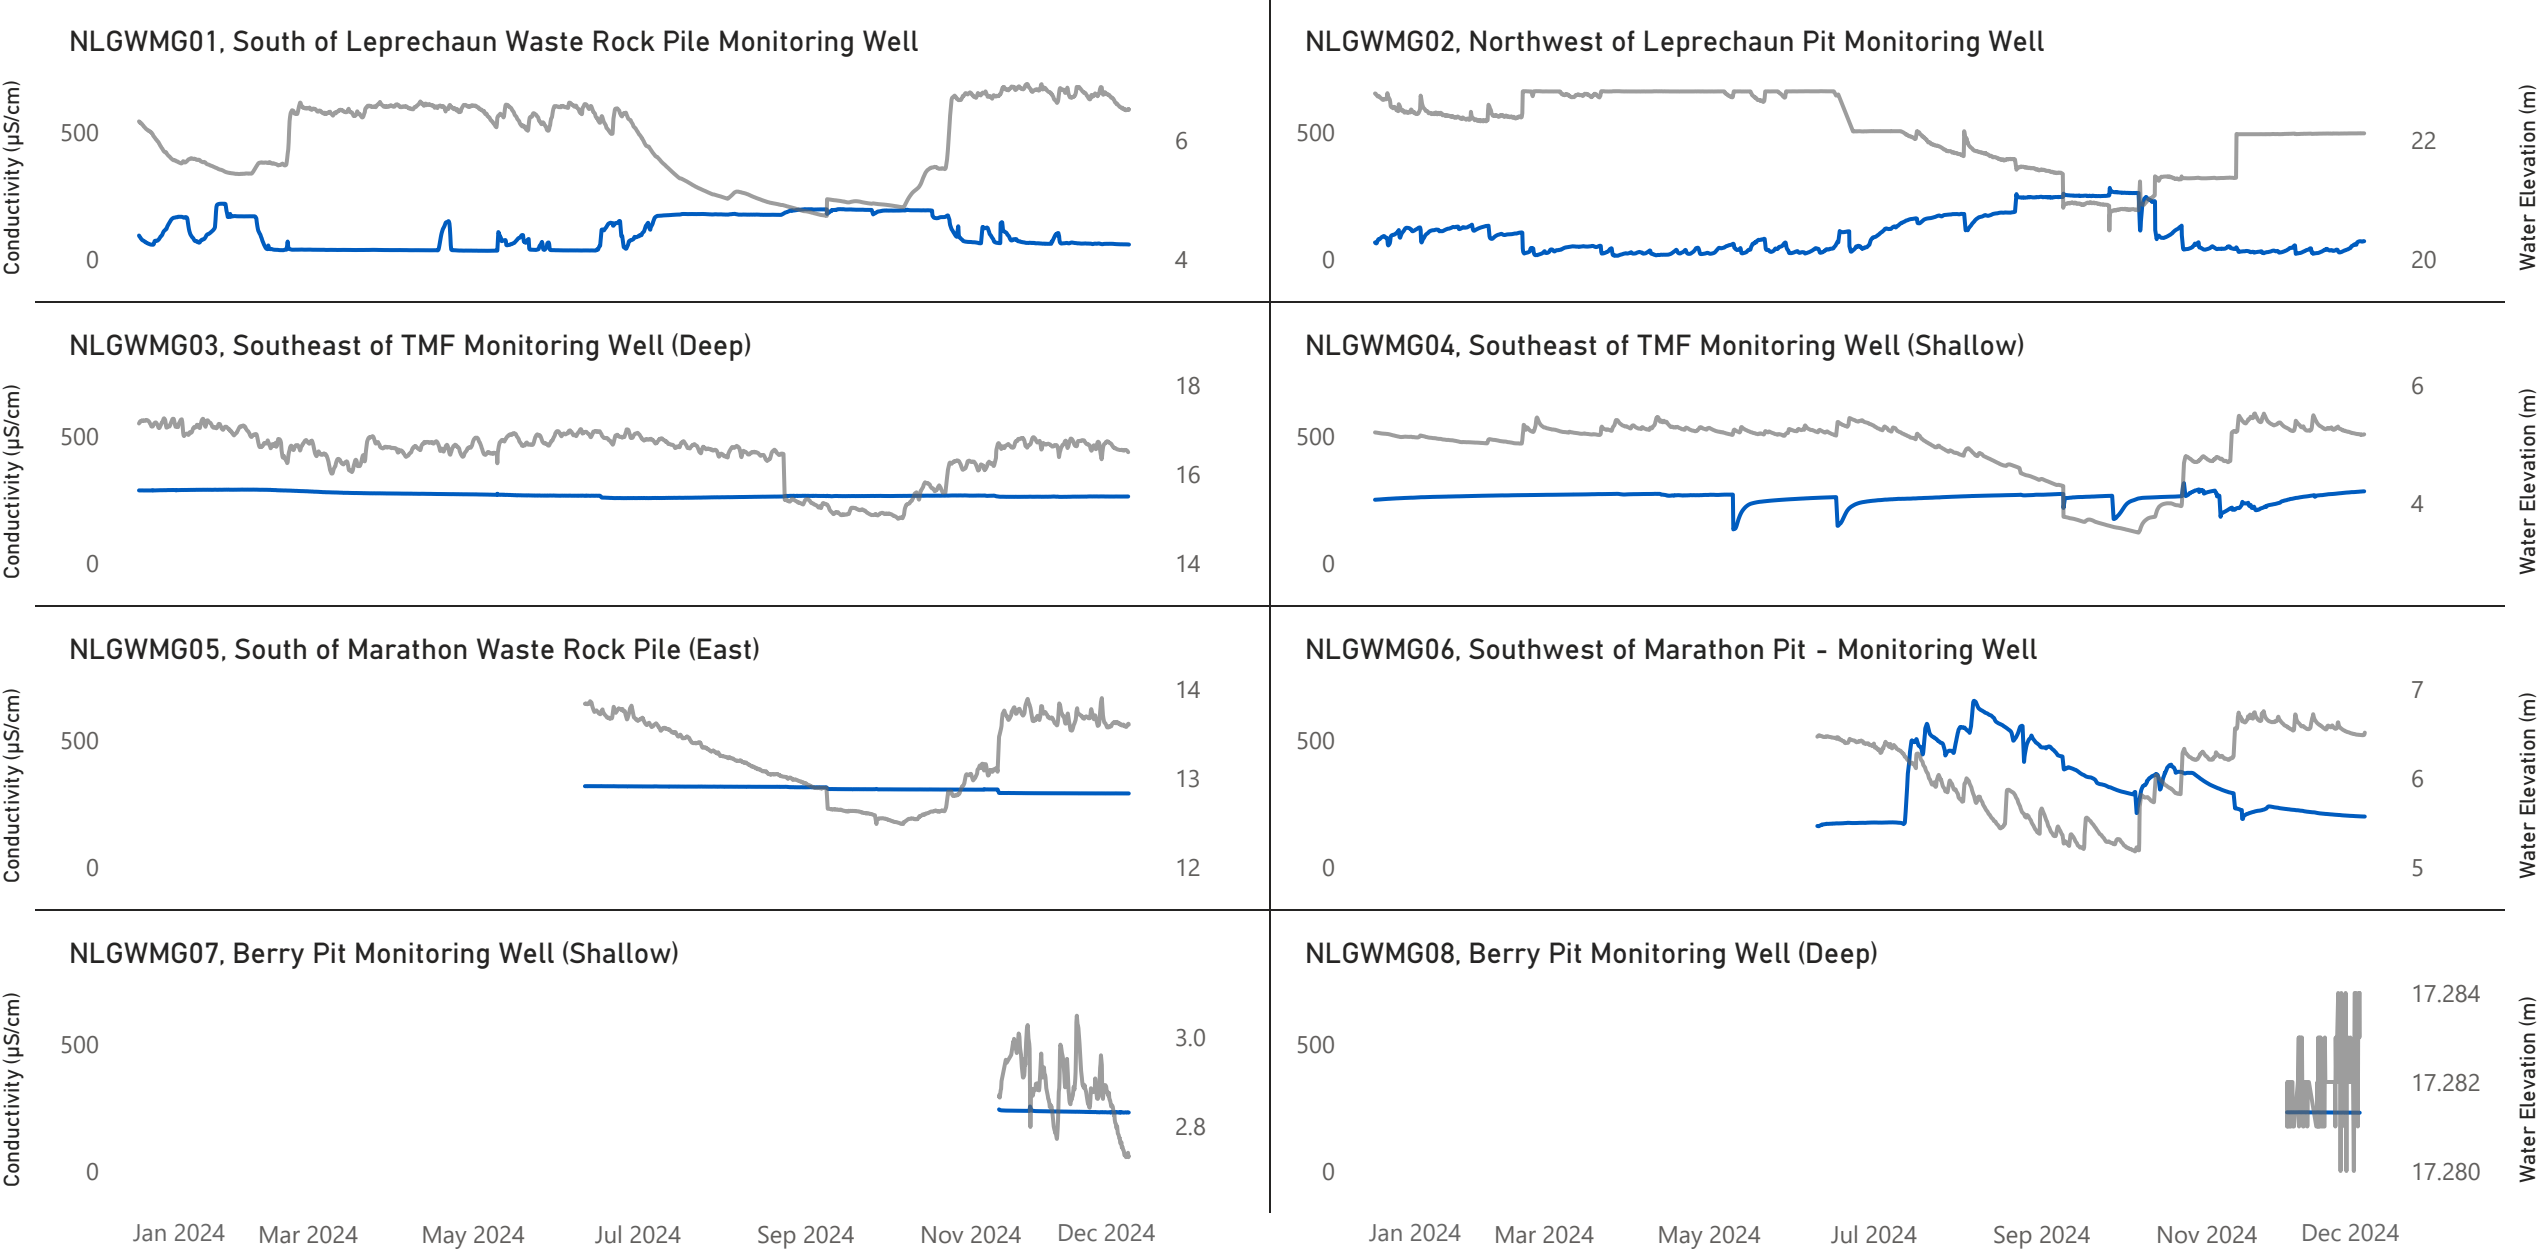 NLGWMG01, South of Leprechaun Waste Rock Pile Monitoring Well
Conductivity (µS/cm)
500
0
6
4
NLGWMG02, Northwest of Leprechaun Pit Monitoring Well
500
0
22
20
Water Elevation (m)
NLGWMG03, Southeast of TMF Monitoring Well (Deep)
Conductivity (µS/cm)
500
0
18
16
14
NLGWMG04, Southeast of TMF Monitoring Well (Shallow)
500
0
6
4
Water Elevation (m)
NLGWMG05, South of Marathon Waste Rock Pile (East)
Conductivity (µS/cm)
500
0
14
13
12
NLGWMG06, Southwest of Marathon Pit - Monitoring Well
500
0
7
6
5
Water Elevation (m)
NLGWMG07, Berry Pit Monitoring Well (Shallow)
Conductivity (µS/cm)
500
0
3.0
2.8
NLGWMG08, Berry Pit Monitoring Well (Deep)
500
0
17.284
17.282
17.280
Water Elevation (m)
Jan 2024 Mar 2024 May 2024 Jul 2024 Sep 2024 Nov 2024 Dec 2024
Jan 2024 Mar 2024 May 2024 Jul 2024 Sep 2024 Nov 2024 Dec 2024